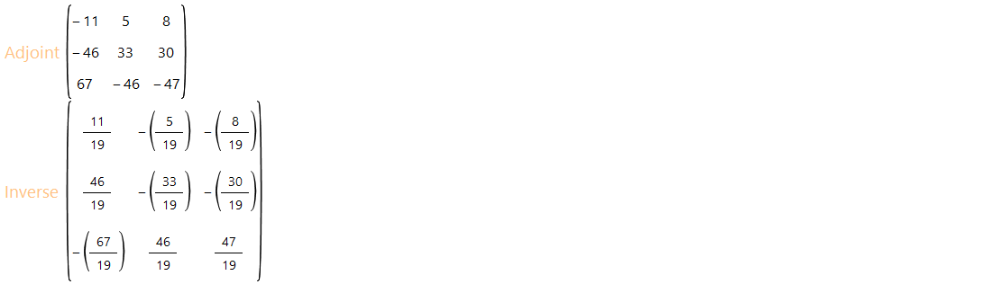 Adjoint
-11 5 8
-46 33 30
67 -46 -47
Inverse
11/19 -(5/19) -(8/19)
46/19 -(33/19) -(30/19)
-(67/19) 46/19 47/19